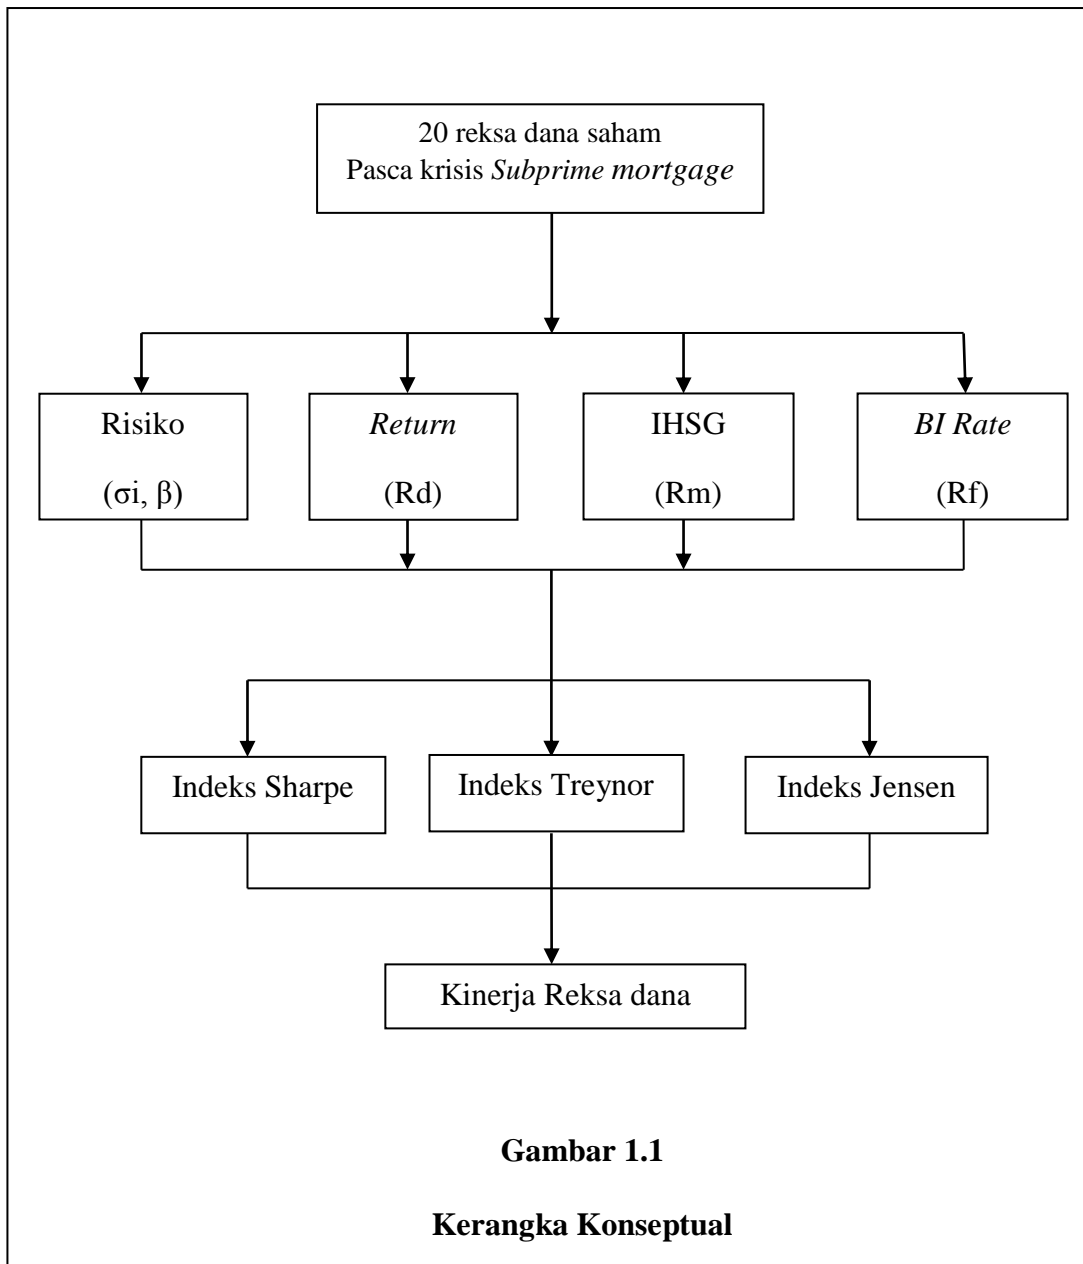 20 reksa dana saham
Pasca krisis Subprime mortgage
Risiko
(σi, β)
Return
(Rd)
IHSG
(Rm)
BI Rate
(Rf)
Indeks Sharpe
Indeks Treynor
Indeks Jensen
Kinerja Reksa dana
Gambar 1.1
Kerangka Konseptual